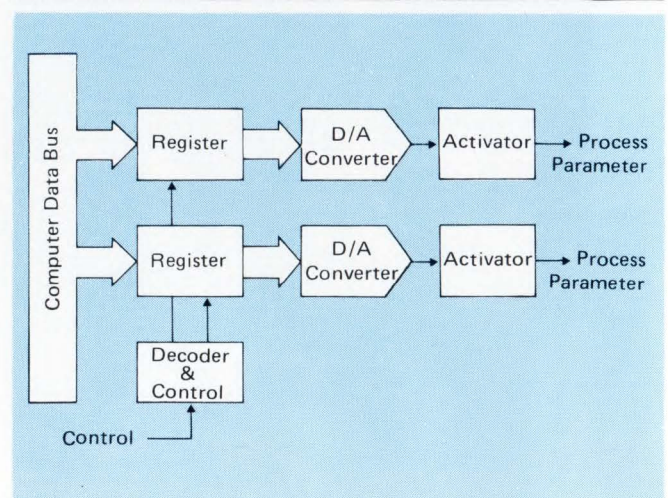 Computer Data Bus
Register
D/A
Converter
Activator
Process
Parameter
Register
D/A
Converter
Activator
Process
Parameter
Decoder
&
Control
Control